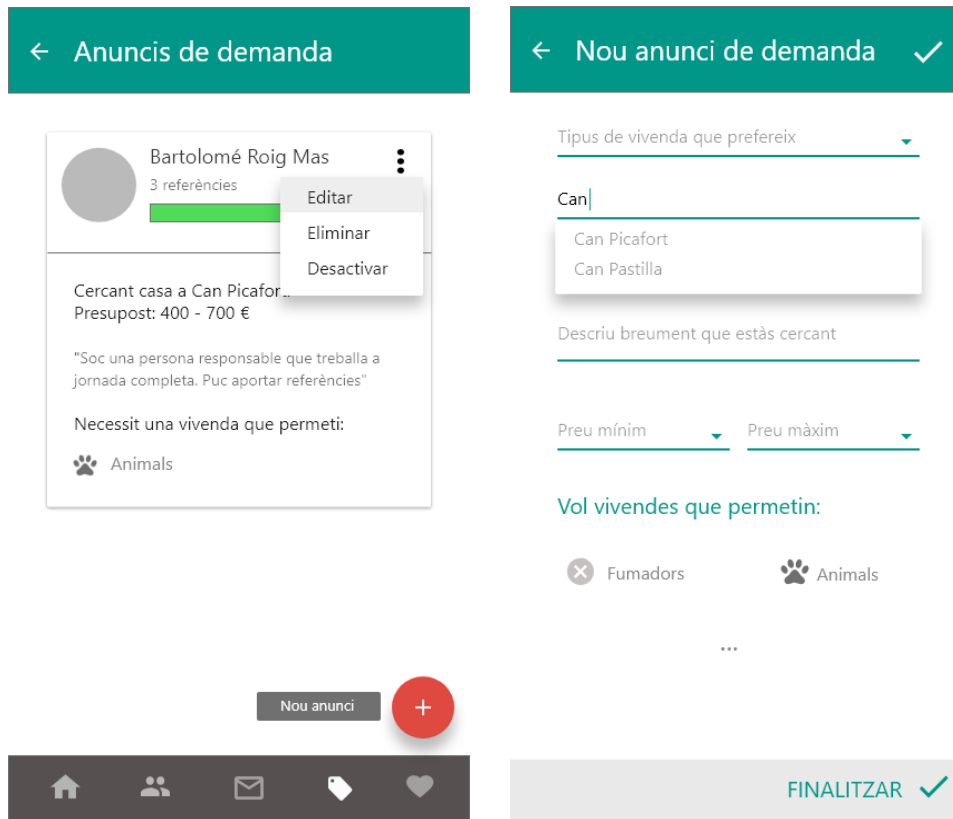 Anuncis de demanda
Bartolomé Roig Mas
3 referències
Editar
Eliminar
Desactivar
Cercant casa a Can Picafort
Presupost: 400 - 700 €
"Soc una persona responsable que treballa a
jornada completa. Puc aportar referències"
Necessit una vivenda que permeti:
Animals
Nou anunci
Nou anunci de demanda
Tipus de vivenda que prefereix
Can
Can Picafort
Can Pastilla
Descriu breument que estàs cercant
Preu mínim
Preu màxim
Vol vivendes que permetin:
Fumadors
Animals
...
FINALITZAR